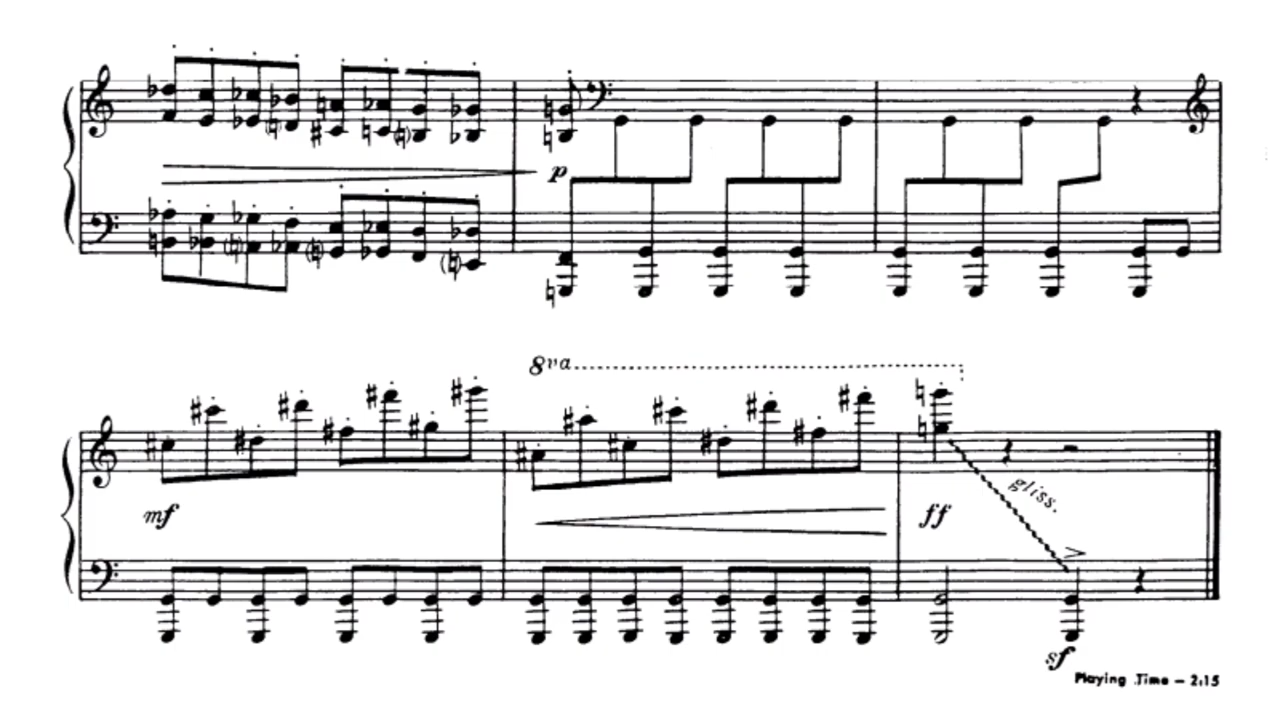 p
8va
mf
gliss.
ff
sf
Playing Time – 2:15